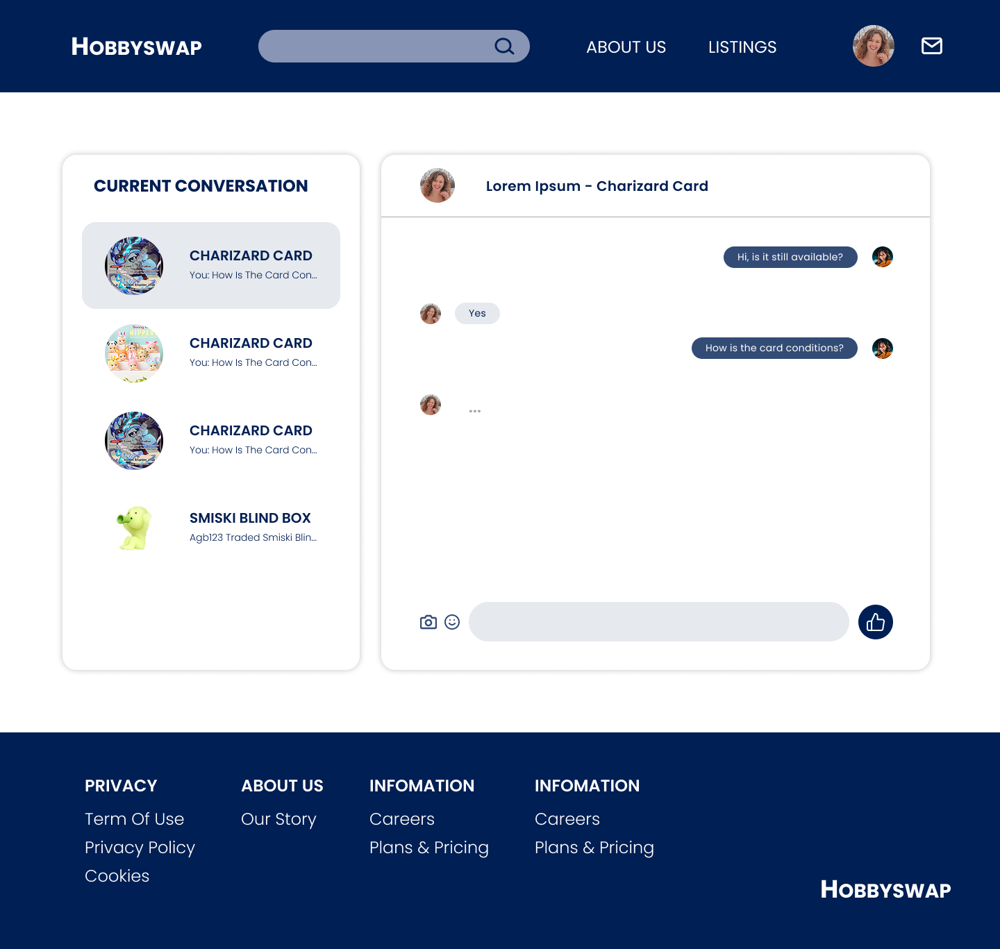 HOBBYSWAP
ABOUT US
LISTINGS
CURRENT CONVERSATION
CHARIZARD CARD
You: How Is The Card Con...
CHARIZARD CARD
You: How Is The Card Con...
CHARIZARD CARD
You: How Is The Card Con...
SMISKI BLIND BOX
Agb123 Traded Smiski Blin...
Lorem Ipsum - Charizard Card
Hi, is it still available?
Yes
How is the card conditions?
...
PRIVACY
Term Of Use
Privacy Policy
Cookies
ABOUT US
Our Story
INFOMATION
Careers
Plans & Pricing
INFOMATION
Careers
Plans & Pricing
HOBBYSWAP